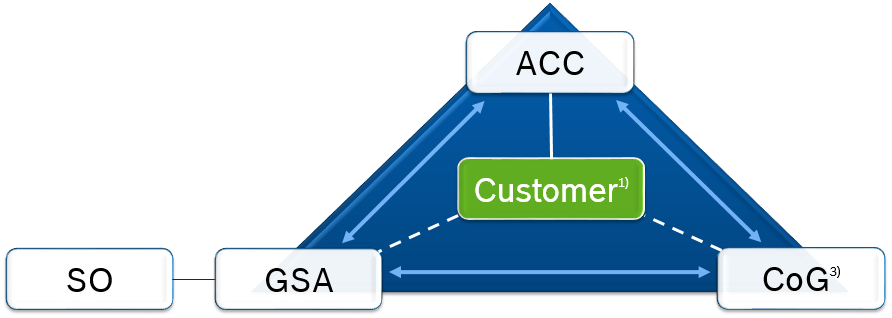 ACC
Customer¹⁾
SO
GSA
CoG³⁾